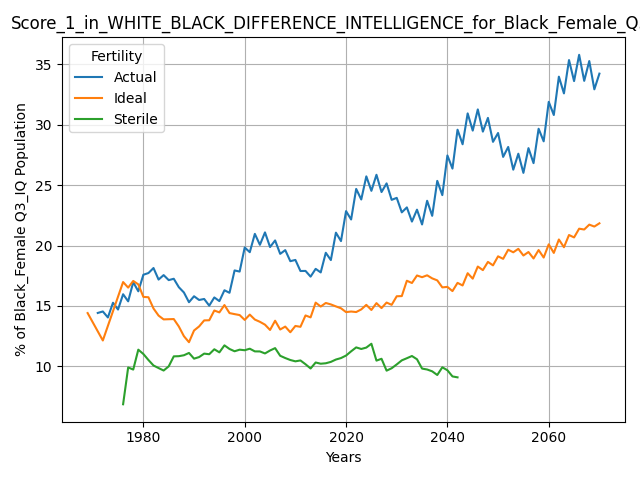 Score_1_in_WHITE_BLACK_DIFFERENCE_INTELLIGENCE_for_Black_Female_Q
Fertility
Actual
Ideal
Sterile
% of Black_Female Q3_IQ Population
35
30
25
20
15
10
1980
2000
2020
2040
2060
Years